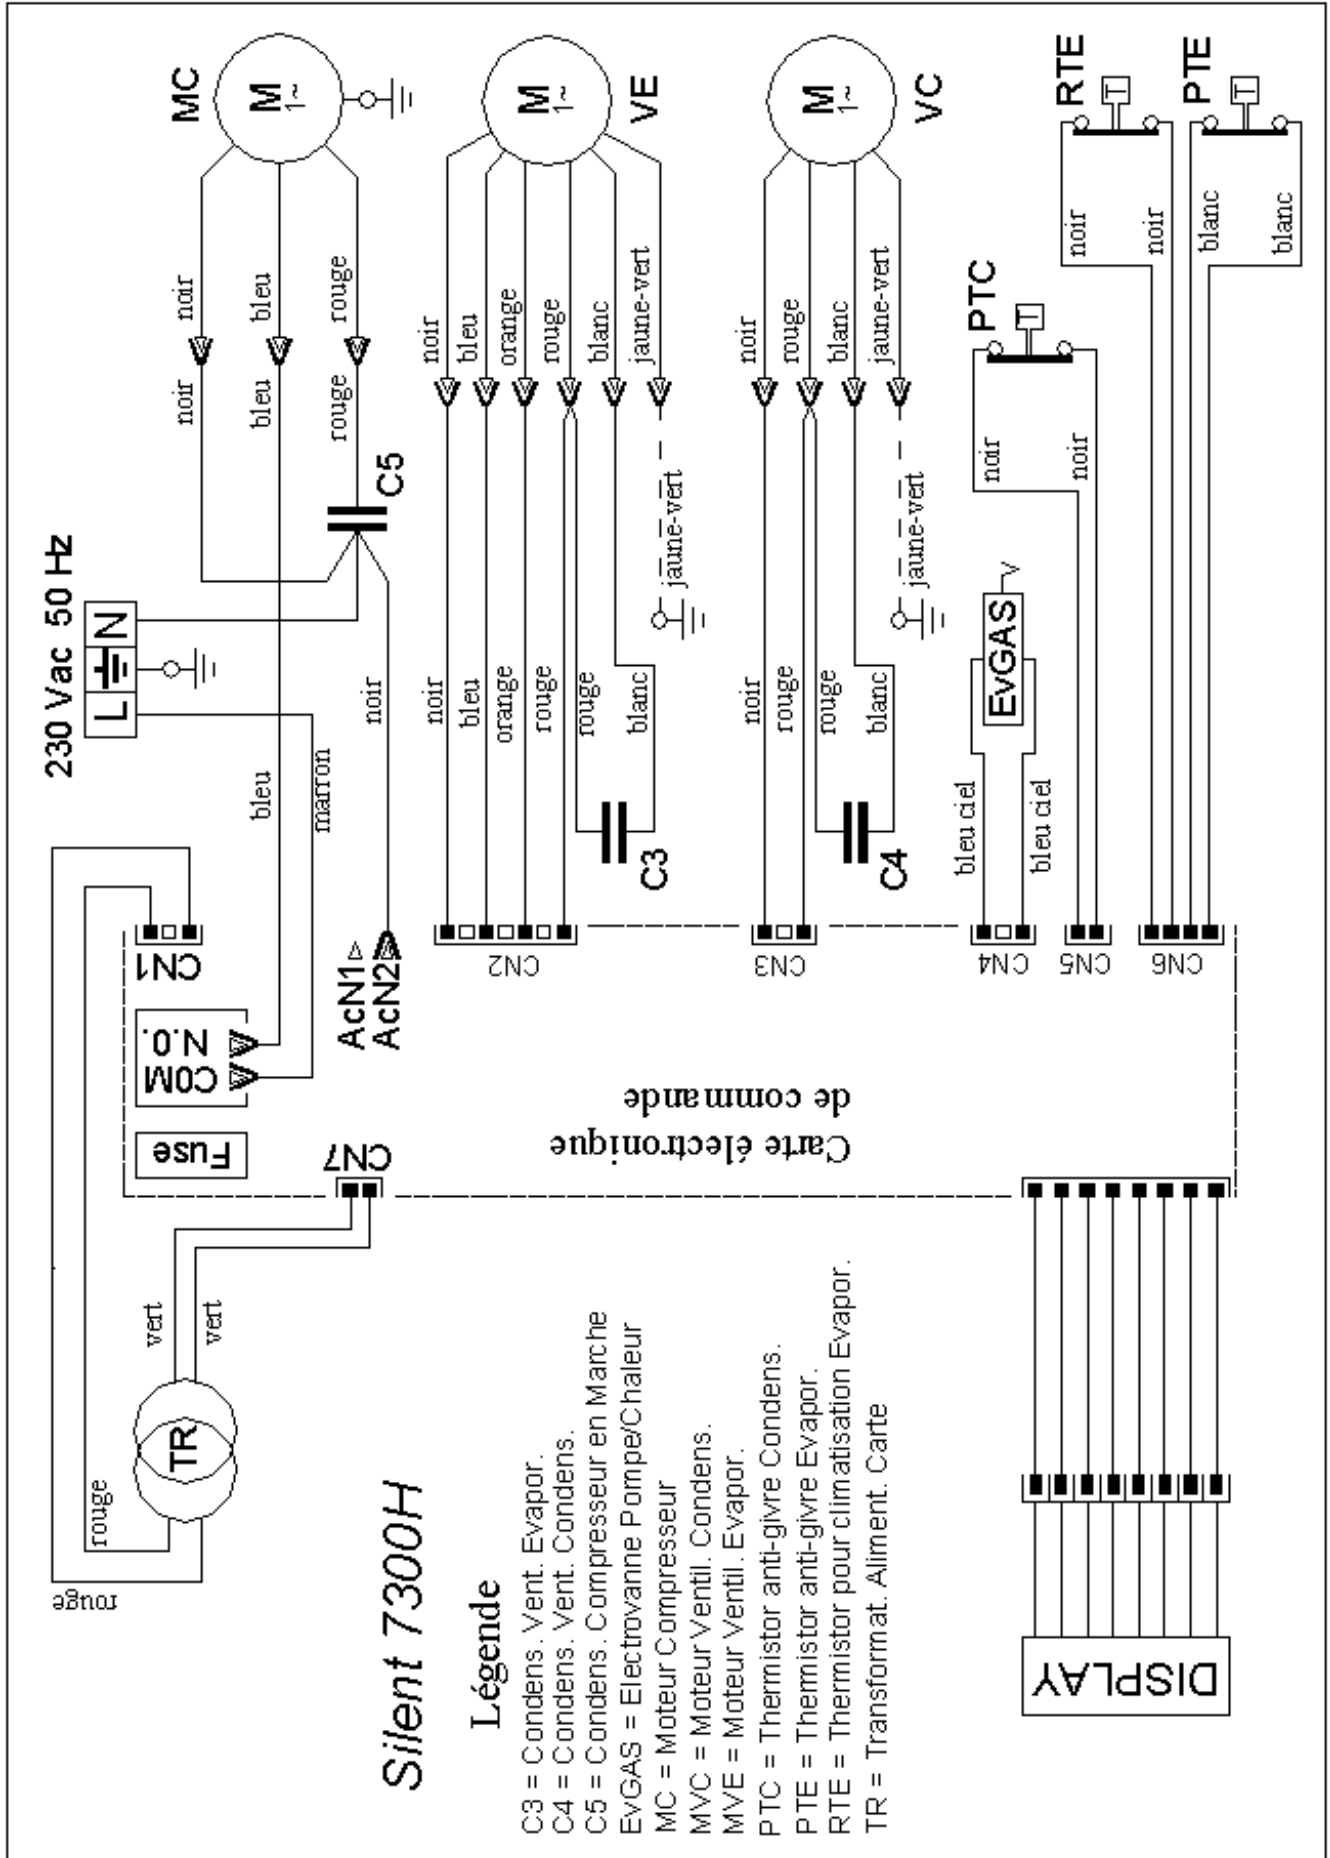 Silent 7300H
Légende
C3 = Condens. Vent. Evapor.
C4 = Condens. Vent. Condens.
C5 = Condens. Compresseur en Marche
EvGAS = Electrovanne Pompe/Chaleur
MC = Moteur Compresseur
MVC = Moteur Ventil. Condens.
MVE = Moteur Ventil. Evapor.
PTC = Thermistor anti-givre Condens.
PTE = Thermistor anti-givre Evapor.
RTE = Thermistor pour climatisation Evapor.
TR = Transformat. Aliment. Carte
rouge
rouge
TR
vert
vert
DISPLAY
Fuse
COM
N.O.
CN7
CN1
Carte électronique
de commande
AcN1
AcN2
CN2
CN3
CN4
CN5
CN6
230 Vac 50 Hz
L
N
bleu
marron
noir
MC
M
1~
noir
bleu
rouge
noir
bleu
rouge
C5
VE
M
1~
noir
bleu
orange
rouge
blanc
jaune-vert
noir
bleu
orange
rouge
rouge
blanc
jaune-vert
C3
VC
M
1~
noir
rouge
blanc
jaune-vert
noir
rouge
rouge
blanc
jaune-vert
C4
EvGAS
V
bleu ciel
bleu ciel
PTC
T
noir
noir
RTE
T
noir
noir
PTE
T
blanc
blanc